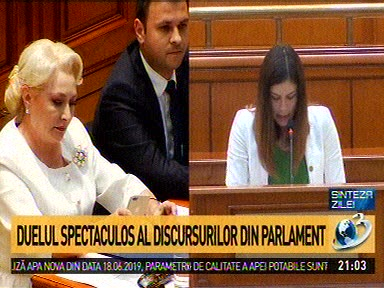 SINTEZA
ZILEI
DUELUL SPECTACULOS AL DISCURSURILOR DIN PARLAMENT
UZĂ APA NOVA DIN DATA 18.06.2019, PARAMETRII DE CALITATE A APEI POTABILE SUNT
21:03